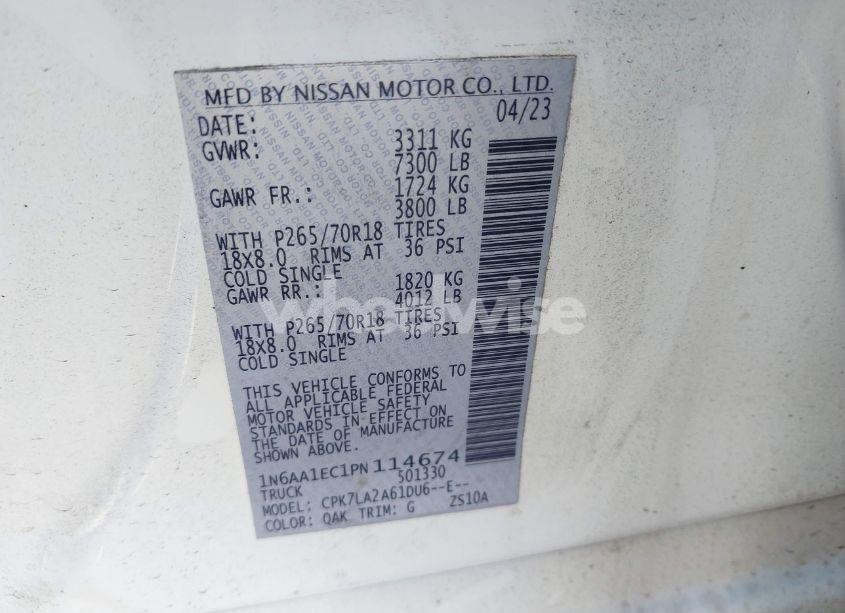 MFD BY NISSAN MOTOR CO., LTD.
DATE: 04/23
GVWR: 3311 KG
7300 LB
GAWR FR.: 1724 KG
3800 LB
WITH P265/70R18 TIRES
18X8.0 RIMS AT 36 PSI
COLD SINGLE
GAWR RR.: 1820 KG
4012 LB
WITH P265/70R18 TIRES
18X8.0 RIMS AT 36 PSI
COLD SINGLE
THIS VEHICLE CONFORMS TO
ALL APPLICABLE FEDERAL
MOTOR VEHICLE SAFETY
STANDARDS IN EFFECT ON
THE DATE OF MANUFACTURE
SHOWN ABOVE.
1N6AA1EC1PN114674
TRUCK 501330
MODEL: CPK7LA2A61DU6--E--
COLOR: QAK TRIM: G ZS10A
wheelwise